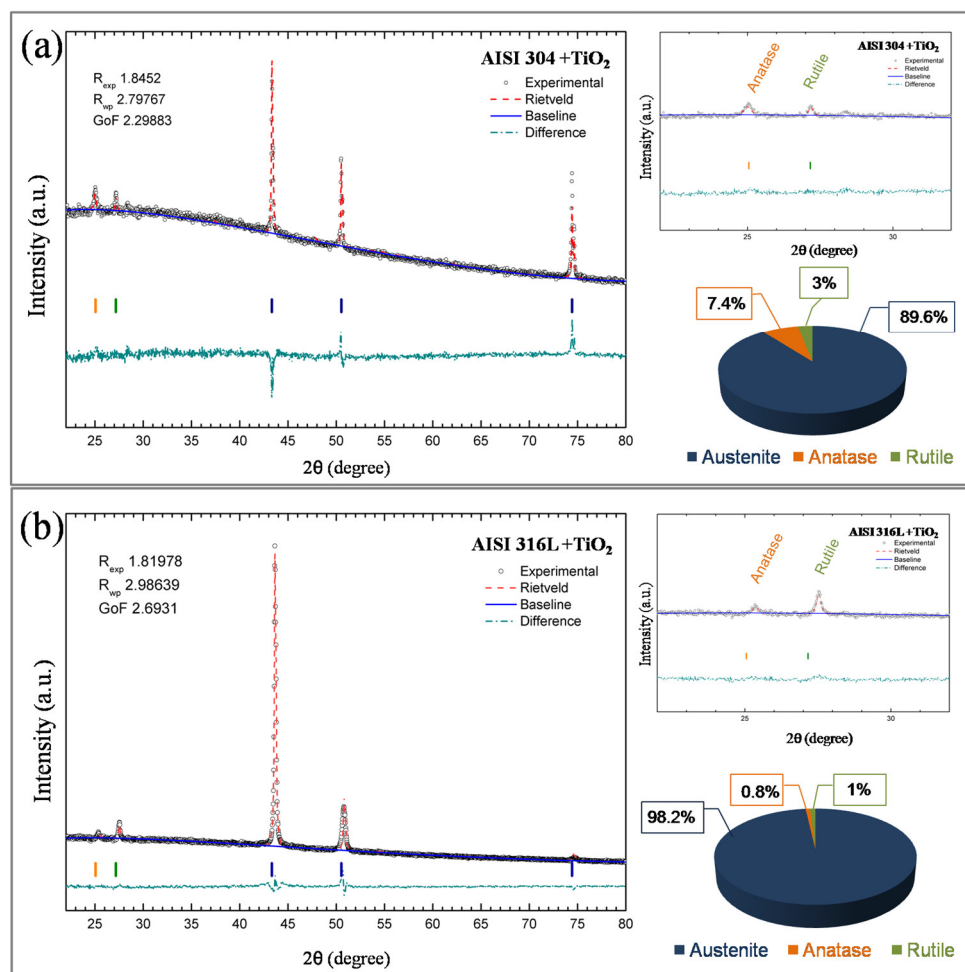 (a)
AISI 304 +TiO₂
R_exp 1.8452
R_wp 2.79767
GoF 2.29883
Experimental
Rietveld
Baseline
Difference
Intensity (a.u.)
25 30 35 40 45 50 55 60 65 70 75 80
2θ (degree)
Anatase
Rutile
AISI 304 +TiO₂
Experimental
Rietveld
Baseline
Difference
Intensity (a.u.)
25 30
2θ (degree)
7.4%
3%
89.6%
Austenite Anatase Rutile
(b)
AISI 316L +TiO₂
R_exp 1.81978
R_wp 2.98639
GoF 2.6931
Experimental
Rietveld
Baseline
Difference
Intensity (a.u.)
25 30 35 40 45 50 55 60 65 70 75 80
2θ (degree)
Anatase
Rutile
AISI 316L +TiO₂
Experimental
Rietveld
Baseline
Difference
Intensity (a.u.)
25 30
2θ (degree)
98.2%
0.8%
1%
Austenite Anatase Rutile